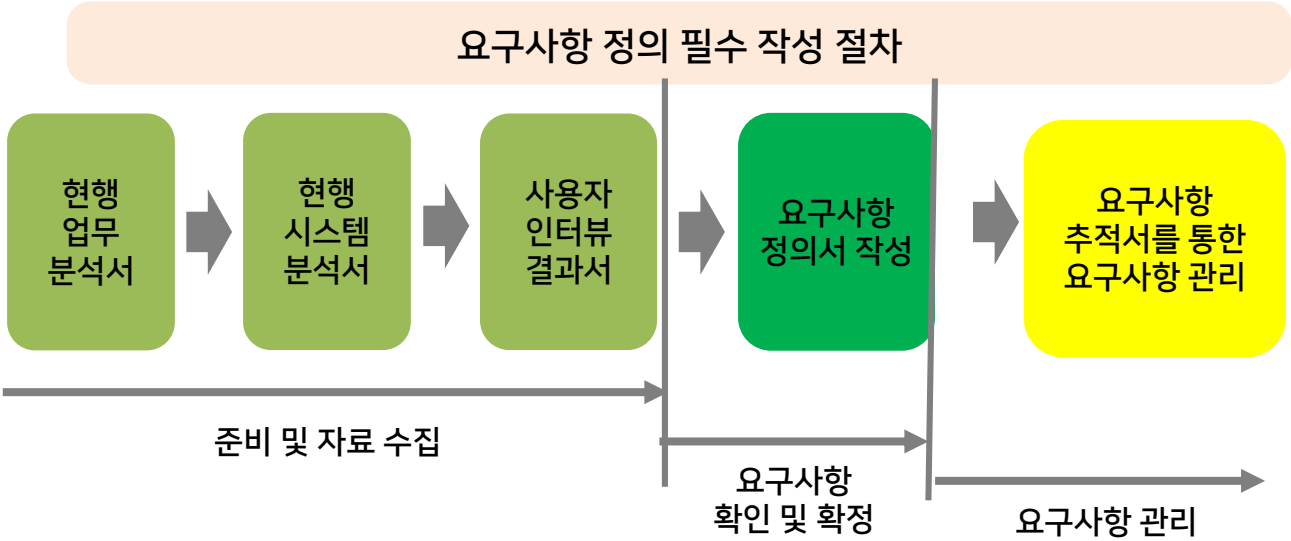 요구사항 정의 필수 작성 절차
현행
업무
분석서
현행
시스템
분석서
사용자
인터뷰
결과서
요구사항
정의서 작성
요구사항
추적서를 통한
요구사항 관리
준비 및 자료 수집
요구사항
확인 및 확정
요구사항 관리